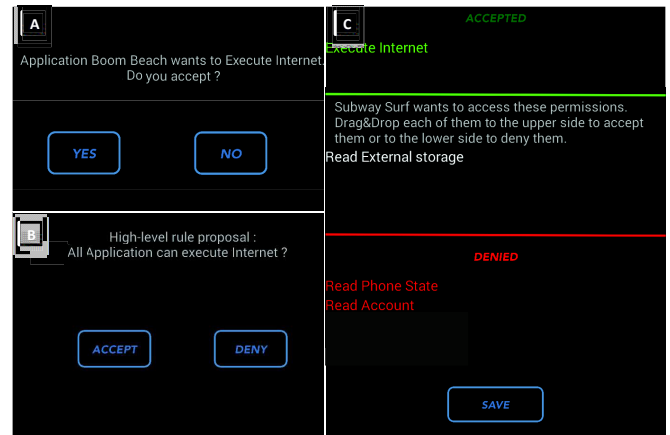 A
Application Boom Beach wants to Execute Internet.
Do you accept ?
YES
NO
B
High-level rule proposal :
All Application can execute Internet ?
ACCEPT
DENY
C
ACCEPTED
Execute Internet
Subway Surf wants to access these permissions.
Drag&Drop each of them to the upper side to accept
them or to the lower side to deny them.
Read External storage
DENIED
Read Phone State
Read Account
SAVE